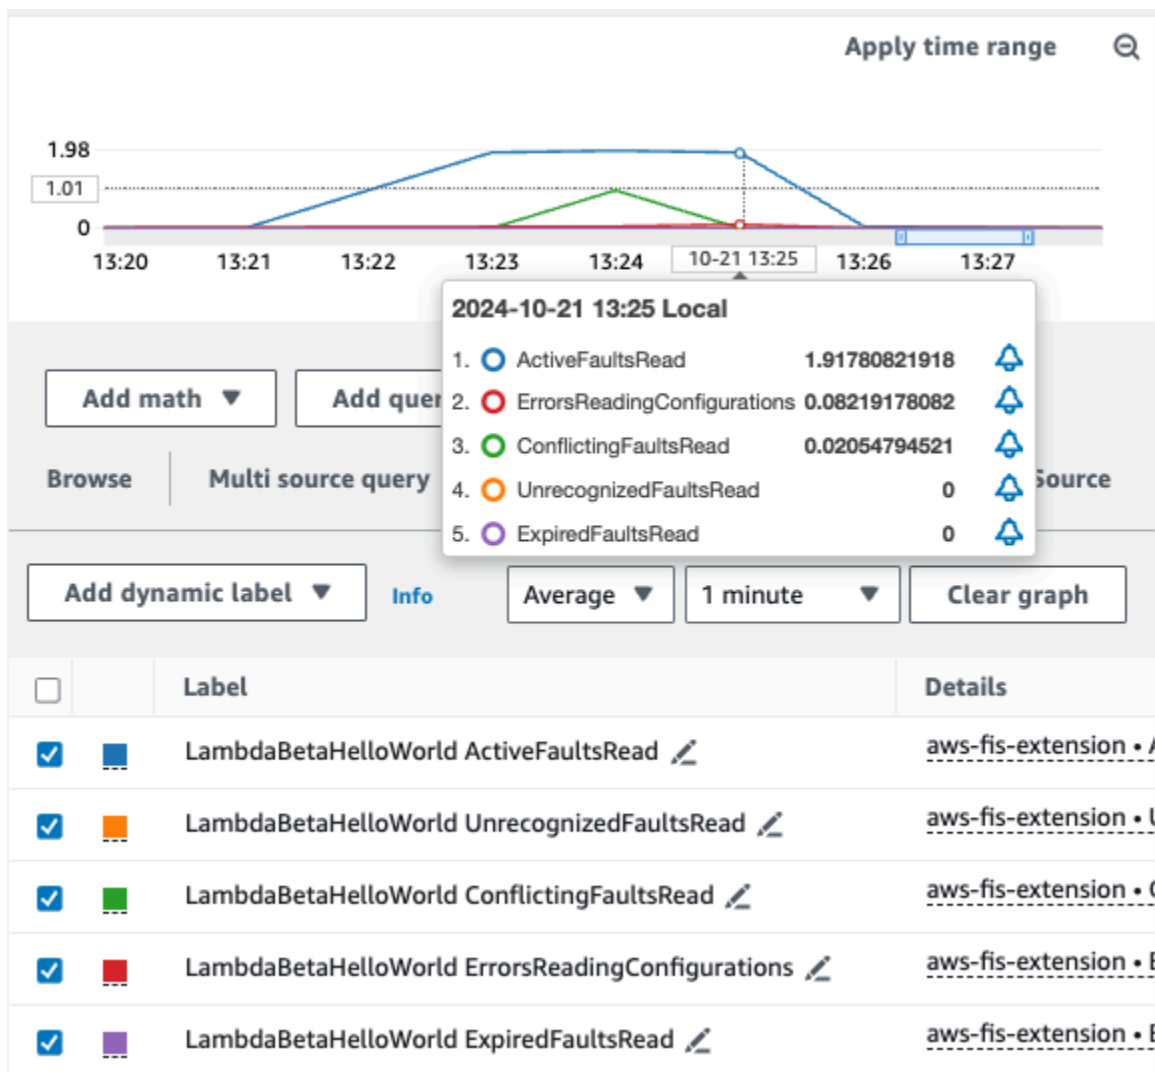 Apply time range
1.98
1.01
0
13:20 13:21 13:22 13:23 13:24 10-21 13:25 13:26 13:27
2024-10-21 13:25 Local
1. ActiveFaultsRead 1.91780821918
2. ErrorsReadingConfigurations 0.08219178082
3. ConflictingFaultsRead 0.02054794521
4. UnrecognizedFaultsRead 0
5. ExpiredFaultsRead 0
Add math ▼ Add quer
Browse Multi source query Source
Add dynamic label ▼ Info Average ▼ 1 minute ▼ Clear graph
Label Details
LambdaBetaHelloWorld ActiveFaultsRead aws-fis-extension • A
LambdaBetaHelloWorld UnrecognizedFaultsRead aws-fis-extension • U
LambdaBetaHelloWorld ConflictingFaultsRead aws-fis-extension • C
LambdaBetaHelloWorld ErrorsReadingConfigurations aws-fis-extension • E
LambdaBetaHelloWorld ExpiredFaultsRead aws-fis-extension • E